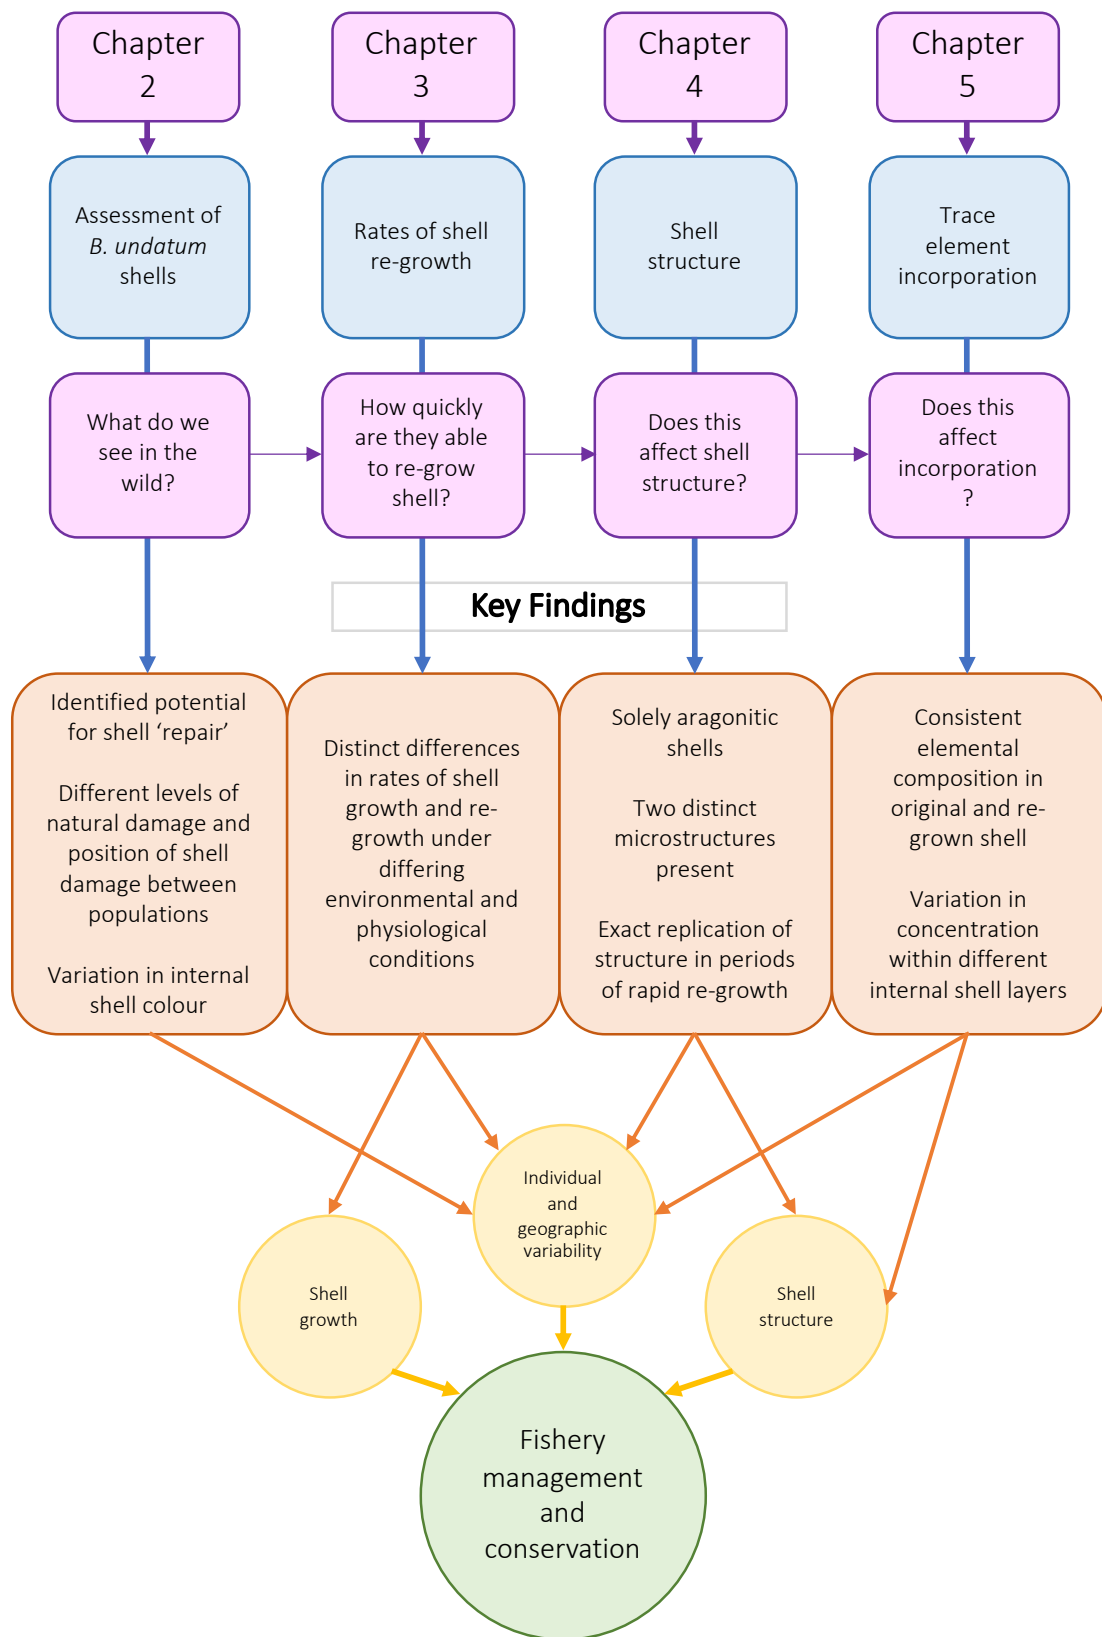 Chapter
2
Chapter
3
Chapter
4
Chapter
5
Assessment of
B. undatum
shells
Rates of shell
re-growth
Shell
structure
Trace
element
incorporation
What do we
see in the
wild?
How quickly
are they able
to re-grow
shell?
Does this
affect shell
structure?
Does this
affect
incorporation
?
Key Findings
Identified potential
for shell ‘repair’
Different levels of
natural damage and
position of shell
damage between
populations
Variation in internal
shell colour
Distinct differences
in rates of shell
growth and re-
growth under
differing
environmental and
physiological
conditions
Solely aragonitic
shells
Two distinct
microstructures
present
Exact replication of
structure in periods
of rapid re-growth
Consistent
elemental
composition in
original and re-
grown shell
Variation in
concentration
within different
internal shell layers
Individual
and
geographic
variability
Shell
growth
Shell
structure
Fishery
management
and
conservation